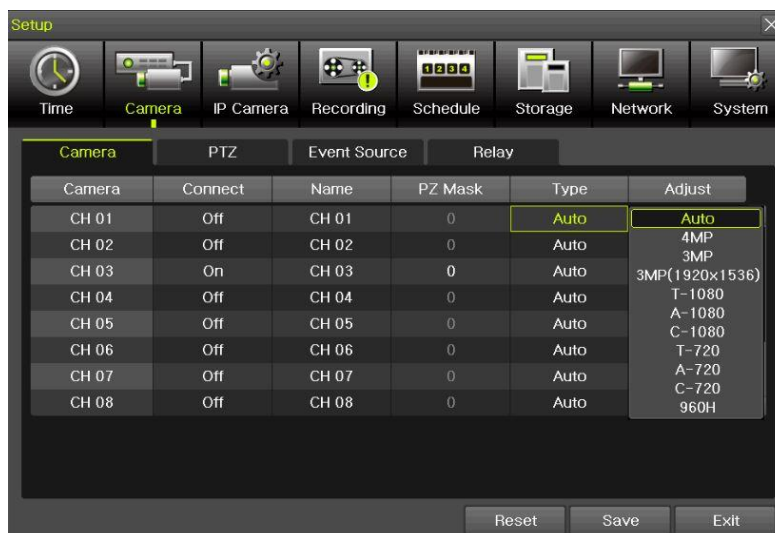 Setup
Time Camera IP Camera Recording Schedule Storage Network System
1 2 3 4
Camera PTZ Event Source Relay
Camera Connect Name PZ Mask Type Adjust
CH 01 Off CH 01 0 Auto
CH 02 Off CH 02 0 Auto
CH 03 On CH 03 0 Auto
CH 04 Off CH 04 0 Auto
CH 05 Off CH 05 0 Auto
CH 06 Off CH 06 0 Auto
CH 07 Off CH 07 0 Auto
CH 08 Off CH 08 0 Auto
Auto
4MP
3MP
3MP(1920x1536)
T-1080
A-1080
C-1080
T-720
A-720
C-720
960H
Reset Save Exit